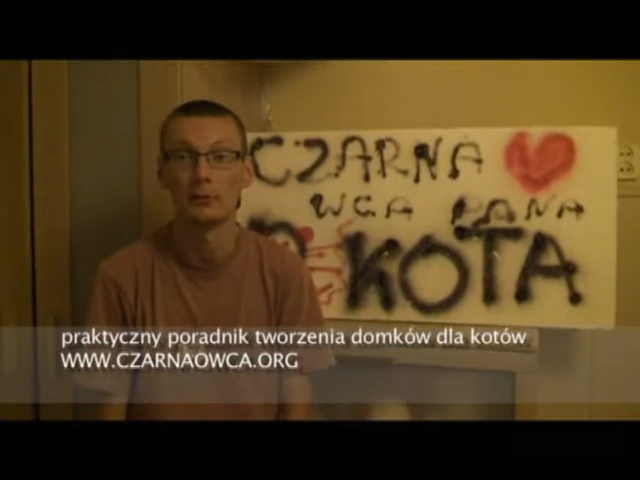 CZARNA
WCA PANA
KOTA
praktyczny poradnik tworzenia domków dla kotów
WWW.CZARNAOWCA.ORG